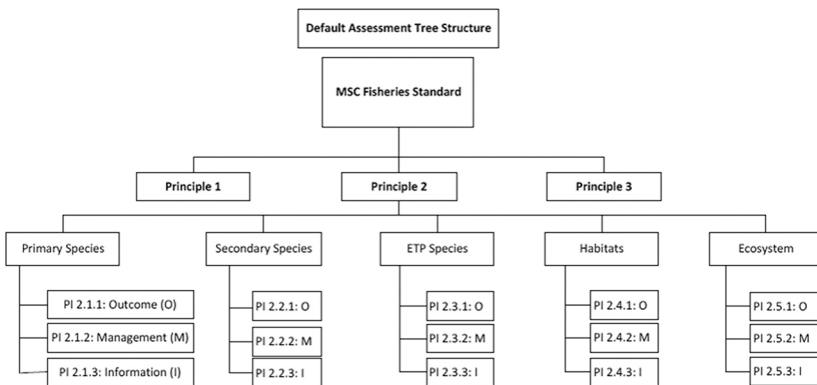 Default Assessment Tree Structure
MSC Fisheries Standard
Principle 1
Principle 2
Principle 3
Primary Species
Secondary Species
ETP Species
Habitats
Ecosystem
PI 2.1.1: Outcome (O)
PI 2.1.2: Management (M)
PI 2.1.3: Information (I)
PI 2.2.1: O
PI 2.2.2: M
PI 2.2.3: I
PI 2.3.1: O
PI 2.3.2: M
PI 2.3.3: I
PI 2.4.1: O
PI 2.4.2: M
PI 2.4.3: I
PI 2.5.1: O
PI 2.5.2: M
PI 2.5.3: I